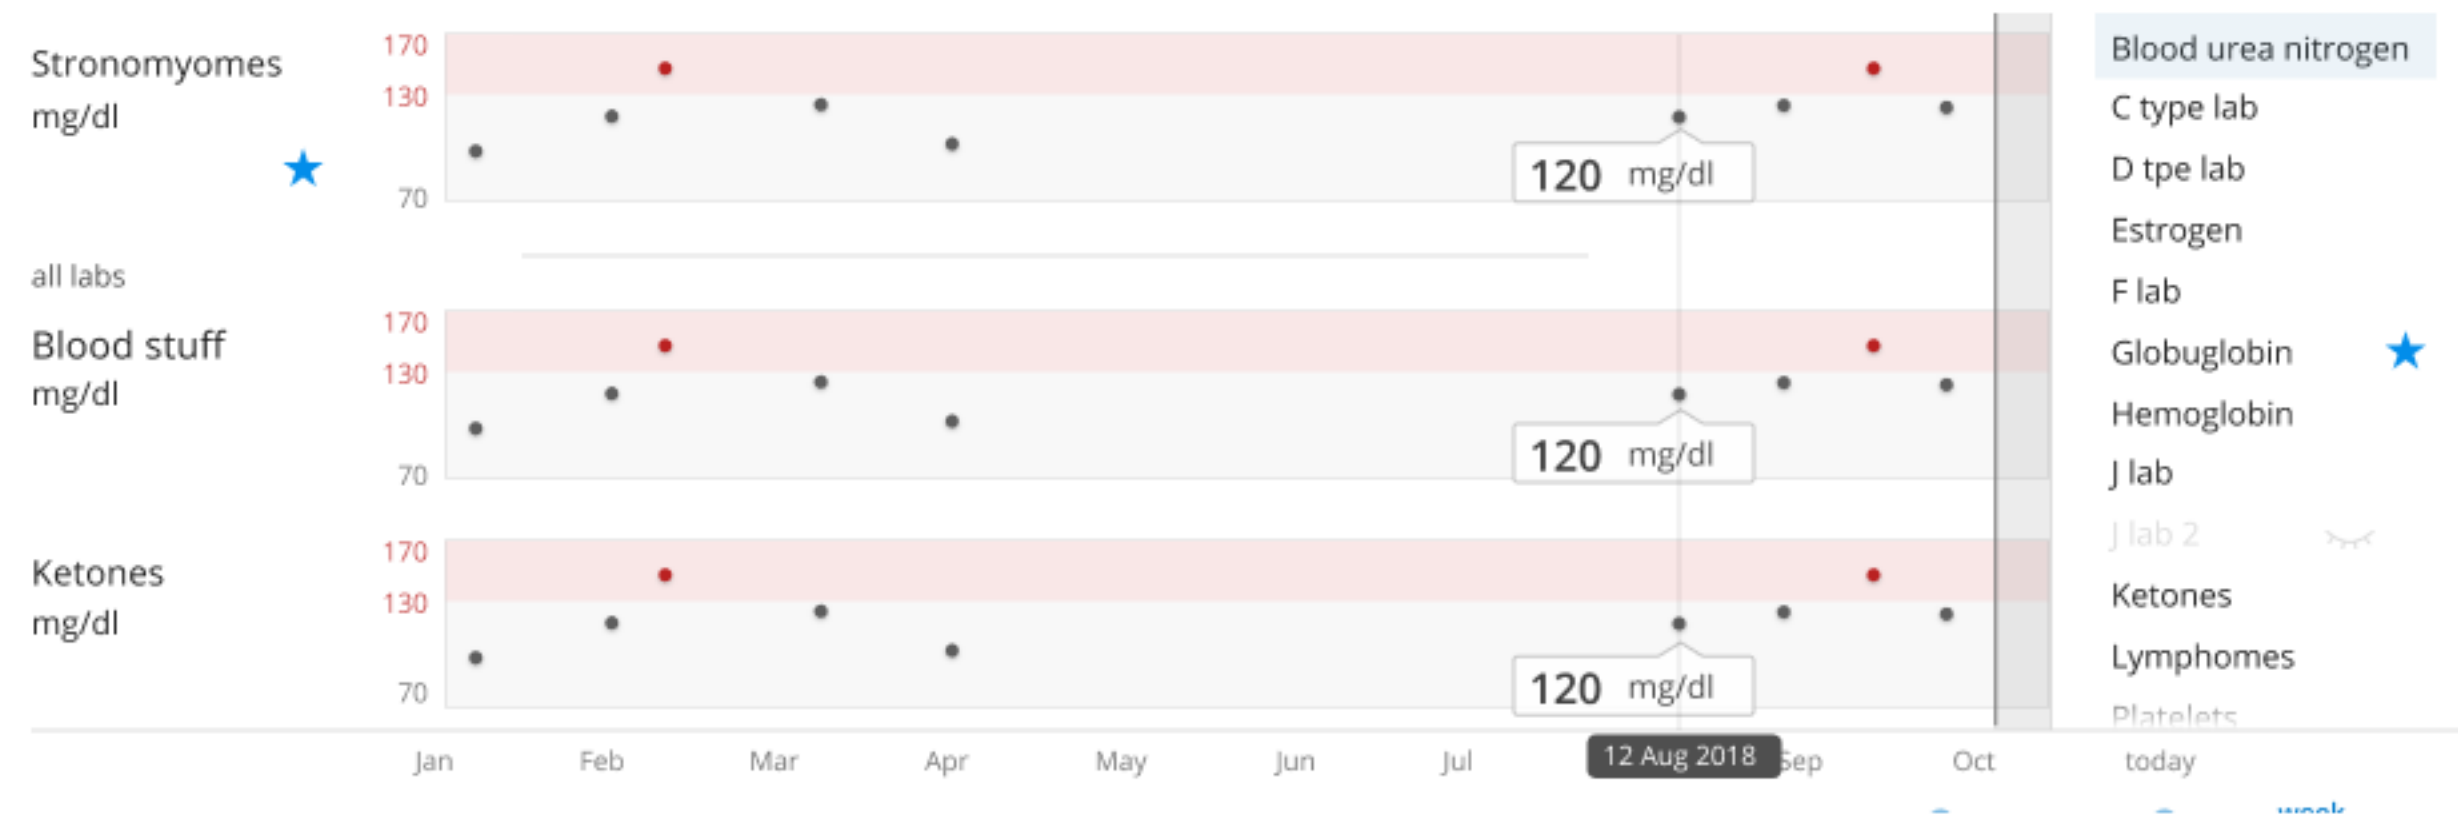 Stronomyomes
mg/dl
170
130
70
120 mg/dl
all labs
Blood stuff
mg/dl
170
130
70
120 mg/dl
Ketones
mg/dl
170
130
70
120 mg/dl
Jan Feb Mar Apr May Jun Jul 12 Aug 2018 Sep Oct today
Blood urea nitrogen
C type lab
D tpe lab
Estrogen
F lab
Globuglobin
Hemoglobin
J lab
J lab 2
Ketones
Lymphomes
Platelets
week